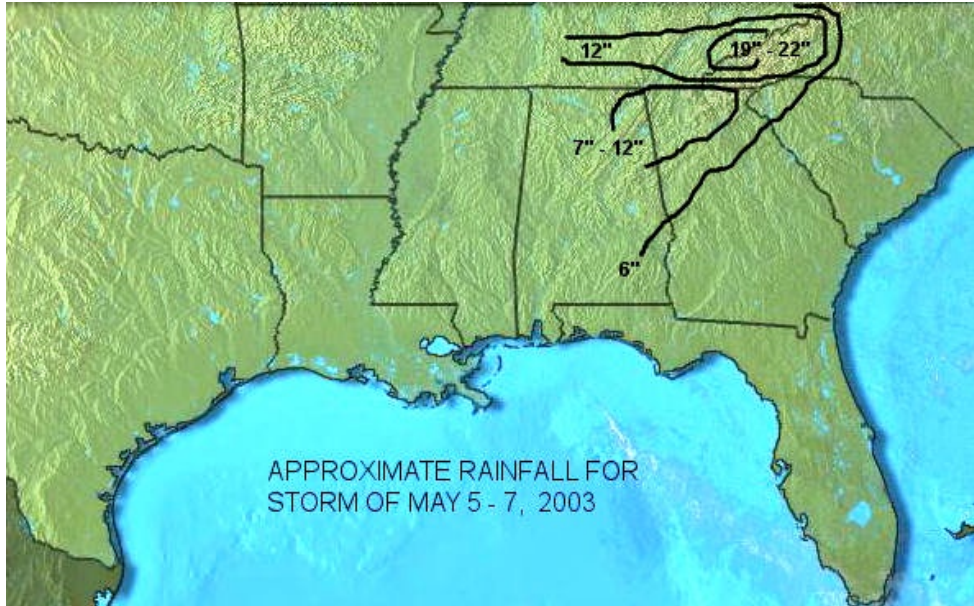 12" 19" - 22"
7" - 12"
6"
APPROXIMATE RAINFALL FOR
STORM OF MAY 5 - 7, 2003